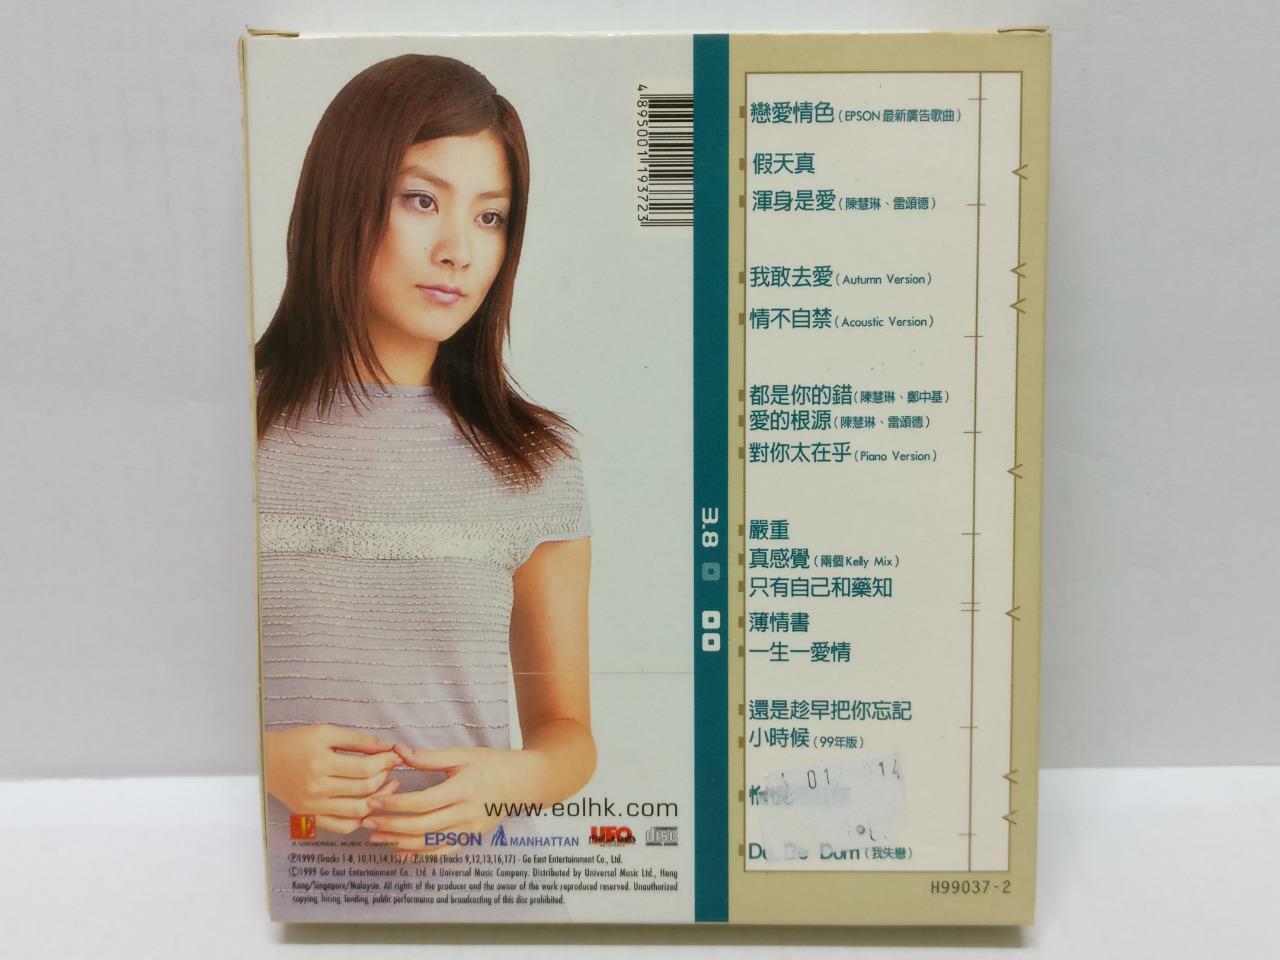 4 895001 193723
戀愛情色(EPSON最新廣告歌曲)
假天真
渾身是愛(陳慧琳、雷頌德)
我敢去愛(Autumn Version)
情不自禁(Acoustic Version)
都是你的錯(陳慧琳、鄭中基)
愛的根源(陳慧琳、雷頌德)
對你太在乎(Piano Version)
嚴重
真感覺(兩個Kelly Mix)
只有自己和藥知
薄情書
一生一愛情
還是趁早把你忘記
小時候(99年版)
01 14
Dum(我失戀)
H99037-2
3.8
www.eolhk.com
A UNIVERSAL MUSIC COMPANY
EPSON
MANHATTAN
UFO
disc
Ⓟ1999 (Tracks 1-8, 10,11,14,15) / Ⓟ1998 (Tracks 9,12,13,16,17) - Go East Entertainment Co., Ltd.
©1999 Go East Entertainment Co., Ltd. A Universal Music Company. Distributed by Universal Music Ltd., Hong
Kong/Singapore/Malaysia. All rights of the producer and the owner of the work reproduced reserved. Unauthorized
copying, hiring, lending, public performance and broadcasting of this disc prohibited.